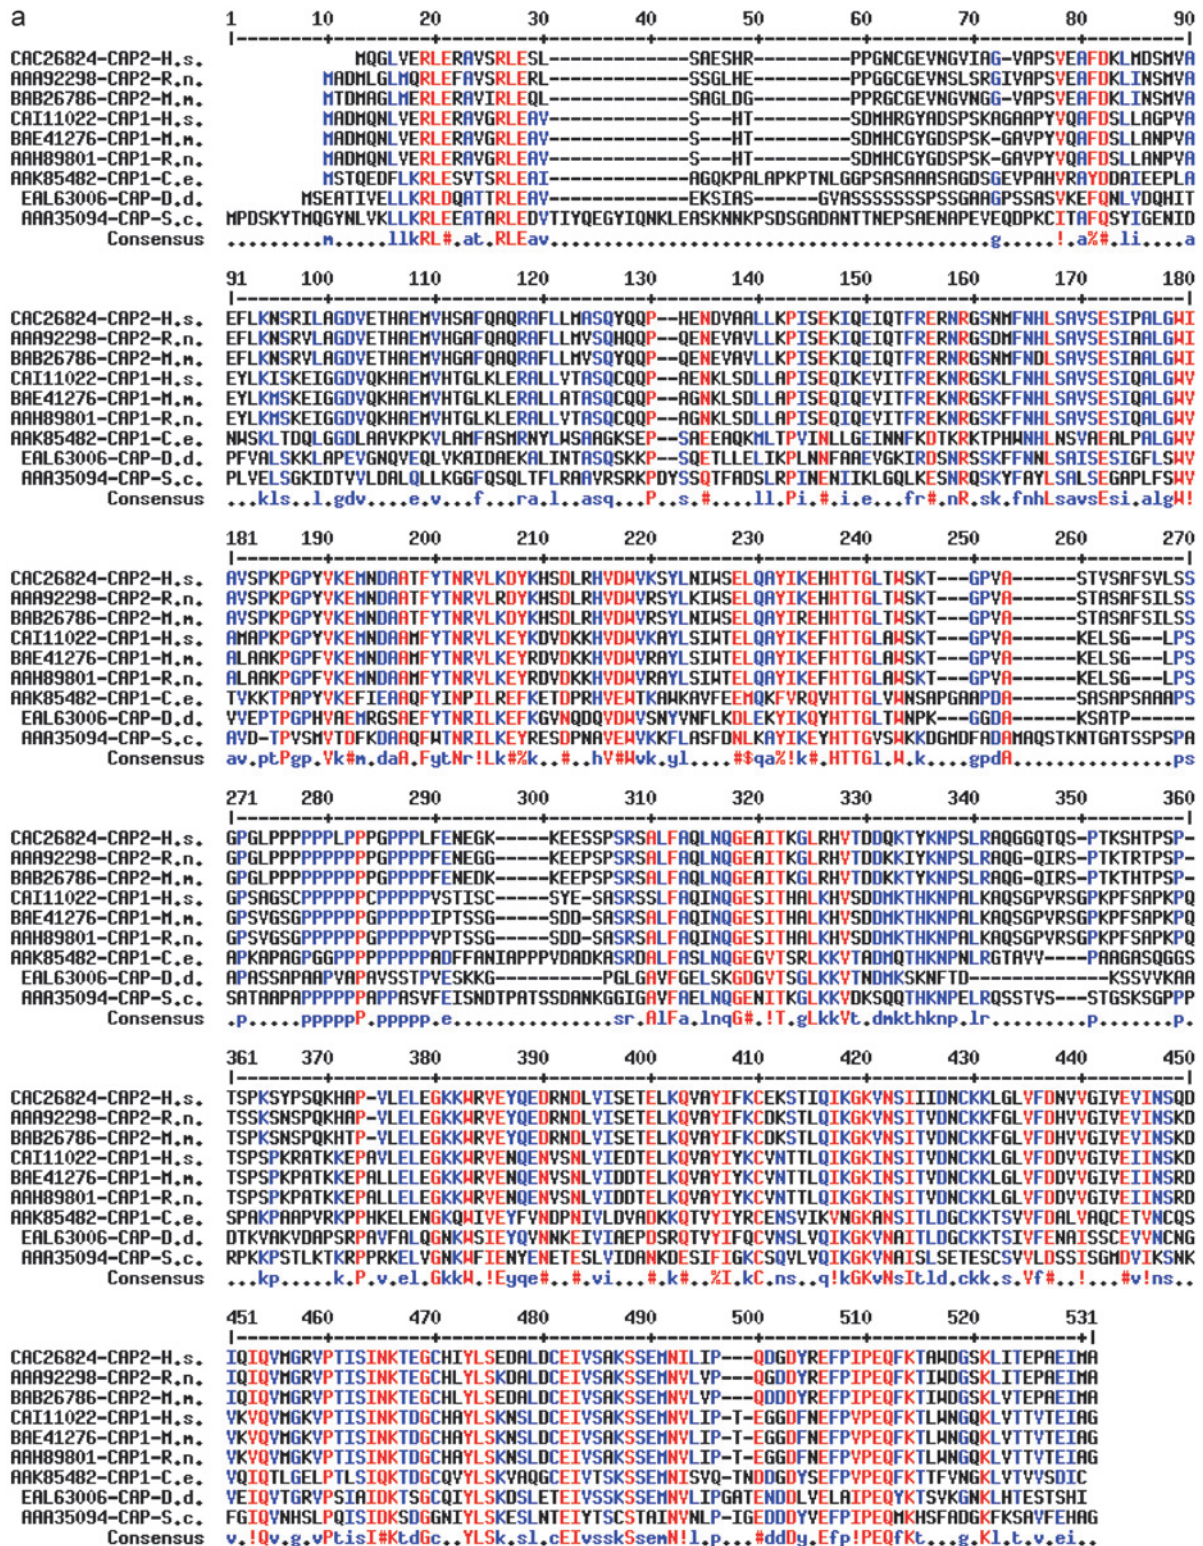 a
1 10 20 30 40 50 60 70 80 90
|--------+---------+---------+---------+---------+---------+---------+---------+---------|
CAC26824-CAP2-H.s. MQGLVERLERAVSRLESL-------------SAESHR---------PPGNCGEVNGVIAG-VAPSVEAFDKLMDSMVA
AAA92298-CAP2-R.n. MADMLGLMQRLEFAVSRLERL-------------SSGLHE---------PPGGCGEVNSLSRGIVAPSVEAFDKLINSMVA
BAB26786-CAP2-M.m. MTDMAGLMERLERAVIRLEQL-------------SAGLDG---------PPRGCGEVNGVNGG-VAPSVEAFDKLINSMVA
CAI11022-CAP1-H.s. MADMQNLVERLERAVGRLEAV-------------S---HT---------SDMHRGYADSPSKAGAAPYVQAFDSLLAGPVA
BAE41276-CAP1-M.m. MADMQNLVERLERAVGRLEAV-------------S---HT---------SDMHCGYGDSPSK-GAVPYVQAFDSLLANPVA
AAH89801-CAP1-R.n. MADMQNLVERLERAVGRLEAV-------------S---HT---------SDMHCGYGDSPSK-GAVPYVQAFDSLLANPVA
AAK85482-CAP1-C.e. MSTQEDFLKRLESVTSRLEAI-------------AGQKPALAPKPTNLGGPSASAAASAGDSGEVPAHVRAYDDAIEEPLA
EAL63006-CAP-D.d. MSEATIVELLKRLDQATTRLEAV-------------EKSIAS------GVASSSSSSSPSSGAAGPSSASVKEFQNLVDQHIT
AAA35094-CAP-S.c. MPDSKYTMQGYNLVKLLKRLEEATARLEDVTIYQEGYIQNKLEASKNNKPSDSGADANTTNEPSAENAPEVEQDPKCITAFQSYIGENID
Consensus .........m.....llkRL#.at.RLEav.........................................g.....!.a%#.li....a
91 100 110 120 130 140 150 160 170 180
|--------+---------+---------+---------+---------+---------+---------+---------+---------|
CAC26824-CAP2-H.s. EFLKNSRILAGDVETHAEMVHSAFQAQRAFLLMASQYQQP--HENDVAALLKPISEKIQEIQTFRERNRGSNMFNHLSAVSESIPALGWI
AAA92298-CAP2-R.n. EFLKNSRVLAGDVETHAEMVHGAFQAQRAFLLMVSQHQQP--QENEVAVLLKPISEKIQEIQTFRERNRGSDMFNHLSAVSESIAALGWI
BAB26786-CAP2-M.m. EFLKNSRVLAGDVETHAEMVHGAFQAQRAFLLMVSQYQQP--QENEVAVLLKPISEKIQEIQTFRERNRGSNMFNDLSAVSESIAALGWI
CAI11022-CAP1-H.s. EYLKISKEIGGDVQKHAEMVHTGLKLERALLVTASQCQQP--AENKLSDLLAPISEQIKEVITFREKNRGSKLFNHLSAVSESIQALGWV
BAE41276-CAP1-M.m. EYLKMSKEIGGDVQKHAEMVHTGLKLERALLATASQCQQP--AGNKLSDLLAPISEQIQEVITFREKNRGSKFFNHLSAVSESIQALGWV
AAH89801-CAP1-R.n. EYLKMSKEIGGDVQKHAEMVHTGLKLERALLVTASQCQQP--AGNKLSDLLAPISEQIQEVITFREKNRGSKFFNHLSAVSESIQALGWV
AAK85482-CAP1-C.e. NWSKLTDQLGGDLAAVKPKVLAMFASMRNYLWSAAGKSEP--SAEEAQKMLTPVINLLGEINNFKDTKRKTPHWNHLNSVAEALPALGWV
EAL63006-CAP-D.d. PFVALSKKLAPEVGNQVEQLVKAIDAEKALINTASQSKKP--SQETLLELIKPLNNFAAEVGKIRDSNRSSKFFNNLSAISESIGFLSWV
AAA35094-CAP-S.c. PLVELSGKIDTVVLDALQLLKGGFQSQLTFLRAAVRSRKPDYSSQTFADSLRPINENIIKLGQLKESNRQSKYFAYLSALSEGAPLFSWV
Consensus ...kls..l.gdv....e.v...f...ra.l..asq....P..s..#.....ll.Pi.#.i.e...fr#.nR.sk.fnhLsavsEsi.algW!
181 190 200 210 220 230 240 250 260 270
|--------+---------+---------+---------+---------+---------+---------+---------+---------|
CAC26824-CAP2-H.s. AVSPKPGPYVKEMNDAATFYTNRVLKDYKHSDLRHVDWVKSYLNIWSELQAYIKEHHTTGLTWSKT---GPVA------STVSAFSVLSS
AAA92298-CAP2-R.n. AVSPKPGPYVKEMNDAATFYTNRVLRDYKHSDLRHVDWVRSYLKIWSELQAYIKEHHTTGLTWSKT---GPVA------STASAFSILSS
BAB26786-CAP2-M.m. AVSPKPGPYVKEMNDAATFYTNRVLKDYKHSDLRHVDWVRSYLNIWSELQAYIREHHTTGLTWSKT---GPVA------STASAFSILSS
CAI11022-CAP1-H.s. AMAPKPGPYVKEMNDAAMFYTNRVLKEYKDVDKKHVDWVKAYLSIWTELQAYIKEFHTTGLAWSKT---GPVA------KELSG---LPS
BAE41276-CAP1-M.m. ALAAKPGPFVKEMNDAAMFYTNRVLKEYRDVDKKHVDWVRAYLSIWTELQAYIKEFHTTGLAWSKT---GPVA------KELSG---LPS
AAH89801-CAP1-R.n. ALAAKPGPYVKEMNDAAMFYTNRVLKEYRDVDKKHVDWVRAYLSIWTELQAYIKEFHTTGLAWSKT---GPVA------KELSG---LPS
AAK85482-CAP1-C.e. TVKKTPAPYVKEFIEAAQFYINPILREFKETDPRHVEWTKAWKAVFEEMQKFVRQVHTTGLVWNSAPGAAPDA------SASAPSAAAPS
EAL63006-CAP-D.d. VVEPTPGPHVAEMRGSAEFYTNRILKEFKGVNQDQVDWVSNYVNFLKDLEKYIKQYHTTGLTWNPK---GGDA------KSATP------
AAA35094-CAP-S.c. AVD-TPVSMVTDFKDAAQFWTNRILKEYRESDPNAVEWVKKFLASFDNLKAYIKEYHTTGVSWKKDGMDFADAMAQSTKNTGATSSPSPA
Consensus av.ptPgp.Vk#m.daA.FytNr!Lk#%k..#..hV#Wvk.yl....#$qa%!k#.HTTGl.W.k....gpdA................ps
271 280 290 300 310 320 330 340 350 360
|--------+---------+---------+---------+---------+---------+---------+---------+---------|
CAC26824-CAP2-H.s. GPGLPPPPPPLPPPGPPPLFENEGK-----KEESSPSRSALFAQLNQGEAITKGLRHVTDDQKTYKNPSLRAQGGQTQS-PTKSHTPSP-
AAA92298-CAP2-R.n. GPGLPPPPPPPPPPGPPPPFENEGG-----KEEPSPSRSALFAQLNQGEAITKGLRHVTDDKKIYKNPSLRAQG-QIRS-PTKTRTPSP-
BAB26786-CAP2-M.m. GPGLPPPPPPPPPPGPPPPFENEDK-----KEEPSPSRSALFAQLNQGEAITKGLRHVTDDKKTYKNPSLRAQG-QIRS-PTKTHTPSP-
CAI11022-CAP1-H.s. GPSAGSCPPPPPPCPPPPPVSTISC-----SYE-SASRSSLFAQINQGESITHALKHVSDDMKTHKNPALKAQSGPVRSGPKPFSAPKPQ
BAE41276-CAP1-M.m. GPSVGSGPPPPPPGPPPPPIPTSSG-----SDD-SASRSALFAQINQGESITHALKHVSDDMKTHKNPALKAQSGPVRSGPKPFSAPKPQ
AAH89801-CAP1-R.n. GPSVGSGPPPPPPGPPPPPVPTSSG-----SDD-SASRSALFAQINQGESITHALKHVSDDMKTHKNPALKAQSGPVRSGPKPFSAPKPQ
AAK85482-CAP1-C.e. APKPAPAGPGGPPPPPPPPADFFANIAPPPVDADKASRDALFAELNQGEGVTSRLKKVTADMQTHKNPNLRGTAVV---PAAGASQGGS
EAL63006-CAP-D.d. APASSAPAAPVAPAVSSTPVESKKG---------PGLGAVFGELSKGDGVTSGLKKVTNDMKSKNFTD---------KSSVVKAA
AAA35094-CAP-S.c. SATAAPAPPPPPPAPPASVFEISNDTPATSSDANKGGIGAVFAELNQGENITKGLKKVDKSQQTHKNPELRQSSTVS---STGSKSGPPP
Consensus .p.....pppppP.ppppp.e...............sr.AlFa.lnqG#.!T.gLkkVt.dmkthknp.lr..........p......p.
361 370 380 390 400 410 420 430 440 450
|--------+---------+---------+---------+---------+---------+---------+---------+---------|
CAC26824-CAP2-H.s. TSPKSYPSQKHAP-VLELEGKKWRVEYQEDRNDLVISETELKQVAYIFKCEKSTIQIKGKVNSIIIDNCKKLGLVFDNVVGIVEVINSQD
AAA92298-CAP2-R.n. TSSKSNSPQKHAP-VLELEGKKWRVEYQEDRNDLVISETELKQVAYIFKCDKSTLQIKGKVNSITVDNCKKFGLVFDHVVGIVEVINSKD
BAB26786-CAP2-M.m. TSPKSNSPQKHTP-VLELEGKKWRVEYQEDRNDLVISETELKQVAYIFKCDKSTLQIKGKVNSITVDNCKKFGLVFDHVVGIVEVINSKD
CAI11022-CAP1-H.s. TSPSPKRATKKEPAVLELEGKKWRVENQENVSNLVIEDTELKQVAYIYKCVNTTLQIKGKINSITVDNCKKLGLVFDDVVGIVEIINSKD
BAE41276-CAP1-M.m. TSPSPKPATKKEPALLELEGKKWRVENQENVSNLVIDDTELKQVAYIYKCVNTTLQIKGKINSITVDNCKKLGLVFDDVVGIVEIINSRD
AAH89801-CAP1-R.n. TSPSPKPATKKEPALLELEGKKWRVENQENVSNLVIDDTELKQVAYIYKCVNTTLQIKGKINSITVDNCKKLGLVFDDVVGIVEIINSRD
AAK85482-CAP1-C.e. SPAKPAAPVRKPPHKELENGKQWIVEYFVNDPNIVLDVADKKQTVYIYRCENSVIKVNGKANSITLDGCKKTSVVFDALVAQCETVNCQS
EAL63006-CAP-D.d. DTKVAKVDAPSRPAVFALQGNKWSIEYQVNNKEIVIAEPDSRQTVYIFQCVNSLVQIKGKVNAITLDGCKKTSIVFENAISSCEVVNCNG
AAA35094-CAP-S.c. RPKKPSTLKTKRPPRKELVGNKWFIENYENETESLVIDANKDESIFIGKCSQVLVQIKGKVNAISLSETESCSVVLDSSISGMDVIKSNK
Consensus ...kp.....k.P.v.el.GkkW.!Eyqe#..#.vi...#.k#...%I.kC.ns..q!kGKvNsItld.ckk.s.Vf#..!....#v!ns..
451 460 470 480 490 500 510 520 531
|--------+---------+---------+---------+---------+---------+---------+---------+|
CAC26824-CAP2-H.s. IQIQVMGRVPTISINKTEGCHIYLSEDALDCEIVSAKSSEMNILIP---QDGDYREFPIPEQFKTAWDGSKLITEPAEIMA
AAA92298-CAP2-R.n. IQIQVMGRVPTISINKTEGCHLYLSKDALDCEIVSAKSSEMNVLVP---QGDDYREFPIPEQFKTIWDGSKLITEPAEIMA
BAB26786-CAP2-M.m. IQIQVMGRVPTISINKTEGCHLYLSEDALDCEIVSAKSSEMNVLVP---QDDDYREFPIPEQFKTIWDGSKLITEPAEIMA
CAI11022-CAP1-H.s. VKVQVMGKVPTISINKTDGCHAYLSKNSLDCEIVSAKSSEMNVLIP-T-EGGDFNEFPVPEQFKTLWNGQKLVTTVTEIAG
BAE41276-CAP1-M.m. VKVQVMGKVPTISINKTDGCHAYLSKNSLDCEIVSAKSSEMNVLIP-T-EGGDFNEFPVPEQFKTLWNGQKLVTTVTEIAG
AAH89801-CAP1-R.n. VKVQVMGKVPTISINKTDGCHAYLSKNSLDCEIVSAKSSEMNVLIP-T-EGGDFNEFPVPEQFKTLWNGQKLVTTVTEIAG
AAK85482-CAP1-C.e. VQIQTLGELPTLSIQKTDGCQVYLSKVAQGCEIVTSKSSEMNISVQ-TNDDGDYSEFPVPEQFKTTFVNGKLVTVVSDIC
EAL63006-CAP-D.d. VEIQVTGRVPSIAIDKTSGCQIYLSKDSLETEIVSSKSSEMNVLIPGATENDDLVELAIPEQYKTSVKGNKLHTESTSHI
AAA35094-CAP-S.c. FGIQVNHSLPQISIDKSDGGNIYLSKESLNTEIYTSCSTAINVNLP-IGEDDDYVEFPIPEQMKHSFADGKFKSAVFEHAG
Consensus v.!Qv.g.vPtisI#KtdGc..YLSk.sl.cEIvssKSsemN!l.p...#ddDy.Efp!PEQfKt...g.Kl.t.v.ei..